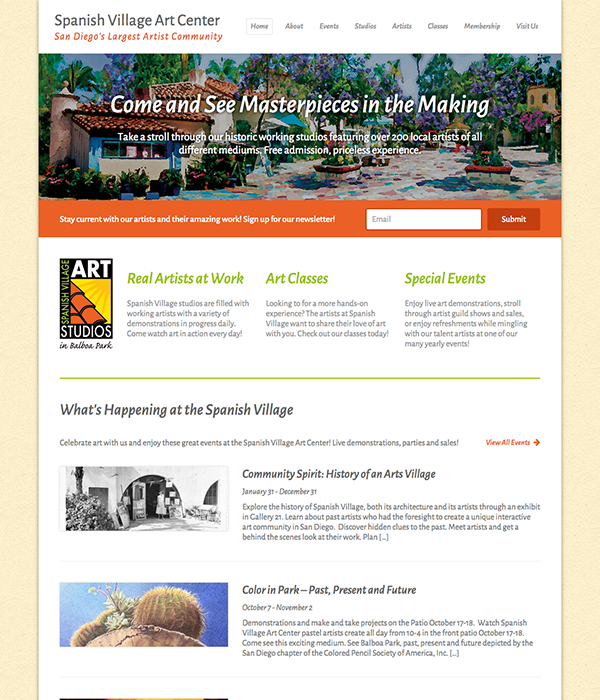 Spanish Village Art Center
San Diego's Largest Artist Community
Home About Events Studios Artists Classes Membership Visit Us
Come and See Masterpieces in the Making
Take a stroll through our historic working studios featuring over 200 local artists of all
different mediums. Free admission, priceless experience.
Stay current with our artists and their amazing work! Sign up for our newsletter!
Email
Submit
SPANISH VILLAGE
ART
STUDIOS
in Balboa Park
Real Artists at Work
Spanish Village studios are filled with
working artists with a variety of
demonstrations in progress daily.
Come watch art in action every day!
Art Classes
Looking for a more hands-on
experience? The artists at Spanish
Village want to share their love of art
with you. Check out our classes today!
Special Events
Enjoy live art demonstrations, stroll
through artist guild shows and sales,
or enjoy refreshments while mingling
with our talent artists at one of our
many yearly events!
What's Happening at the Spanish Village
Celebrate art with us and enjoy these great events at the Spanish Village Art Center! Live demonstrations, parties and sales!
View All Events
Community Spirit: History of an Arts Village
January 31 - December 31
Explore the history of Spanish Village, both its architecture and its artists through an exhibit
in Gallery 21. Learn about past artists who had the foresight to create a unique interactive
art community in San Diego. Discover hidden clues to the past. Meet artists and get a
behind the scenes look at their work. Plan [...]
Color in Park – Past, Present and Future
October 7 - November 2
Demonstrations and make and take projects on the Patio October 17-18. Watch Spanish
Village Art Center pastel artists create all day from 10-4 in the front patio October 17-18.
Come see this exciting medium. See Balboa Park, past, present and future depicted by the
San Diego chapter of the Colored Pencil Society of America, Inc. [...]